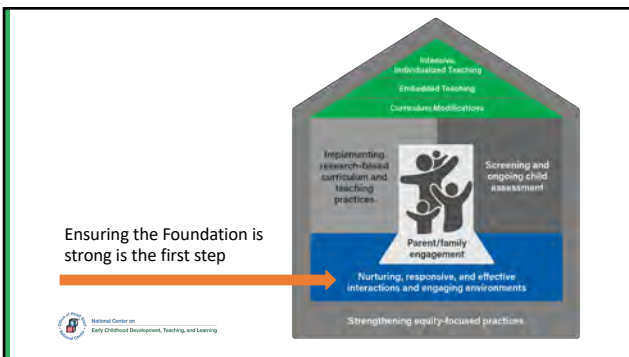 Intensive,
Individualized Teaching
Embedded Teaching
Curriculum Modifications
Implementing
research-based
curriculum and
teaching
practices
Screening and
ongoing child
assessment
Parent/family
engagement
Ensuring the Foundation is
strong is the first step
Nurturing, responsive, and effective
interactions and engaging environments
Strengthening equity-focused practices
National Center on
Early Childhood Development, Teaching, and Learning